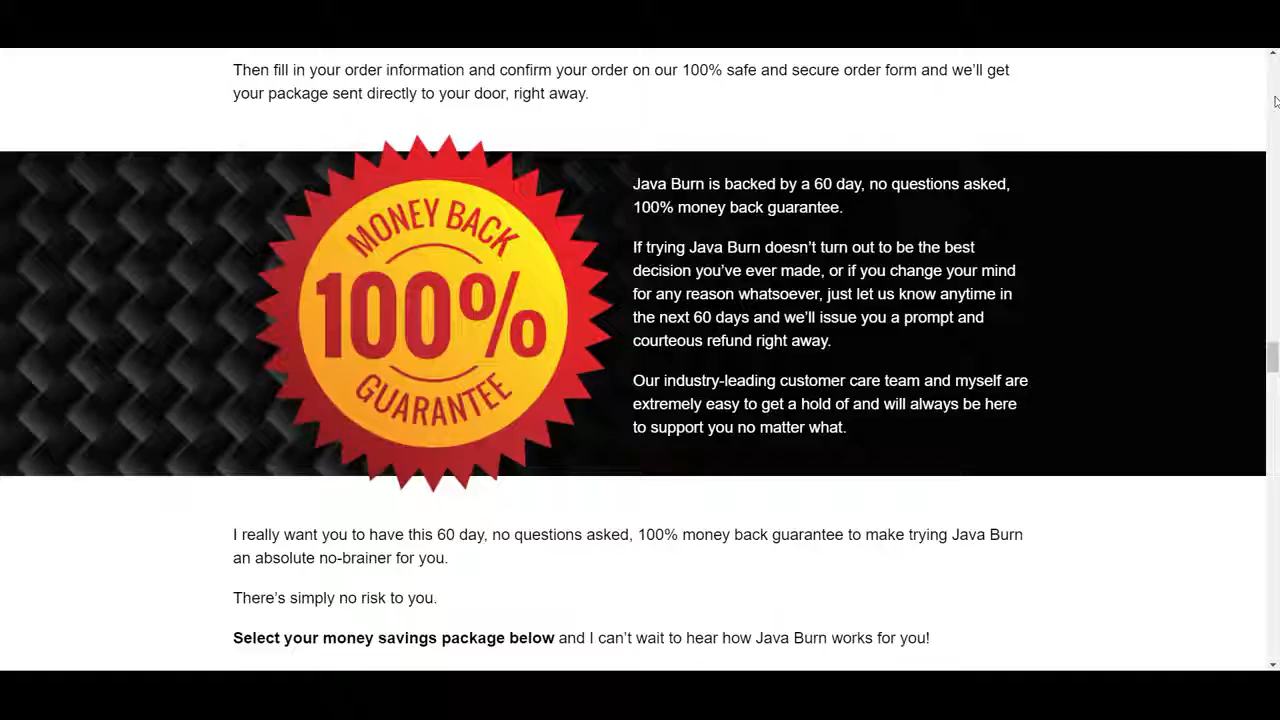 Then fill in your order information and confirm your order on our 100% safe and secure order form and we’ll get
your package sent directly to your door, right away.
MONEY BACK
100%
GUARANTEE
Java Burn is backed by a 60 day, no questions asked,
100% money back guarantee.
If trying Java Burn doesn’t turn out to be the best
decision you’ve ever made, or if you change your mind
for any reason whatsoever, just let us know anytime in
the next 60 days and we’ll issue you a prompt and
courteous refund right away.
Our industry-leading customer care team and myself are
extremely easy to get a hold of and will always be here
to support you no matter what.
I really want you to have this 60 day, no questions asked, 100% money back guarantee to make trying Java Burn
an absolute no-brainer for you.
There’s simply no risk to you.
Select your money savings package below and I can’t wait to hear how Java Burn works for you!